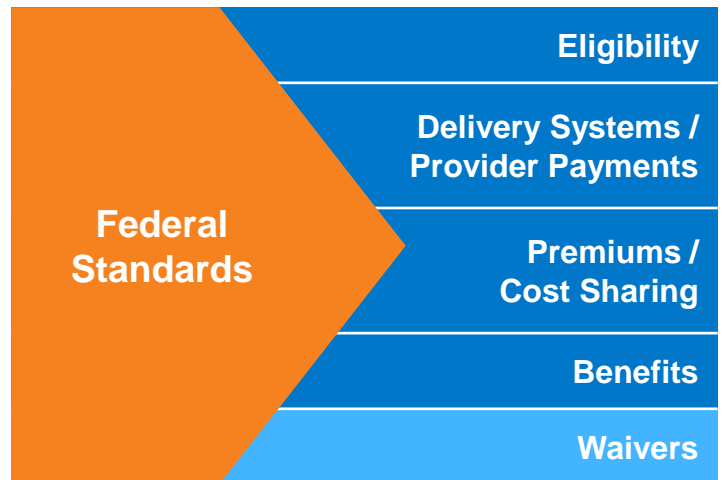 Federal
Standards
Eligibility
Delivery Systems /
Provider Payments
Premiums /
Cost Sharing
Benefits
Waivers